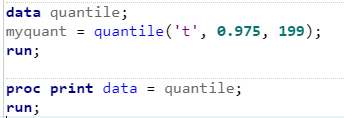 data quantile;
myquant = quantile('t', 0.975, 199);
run;
proc print data = quantile;
run;